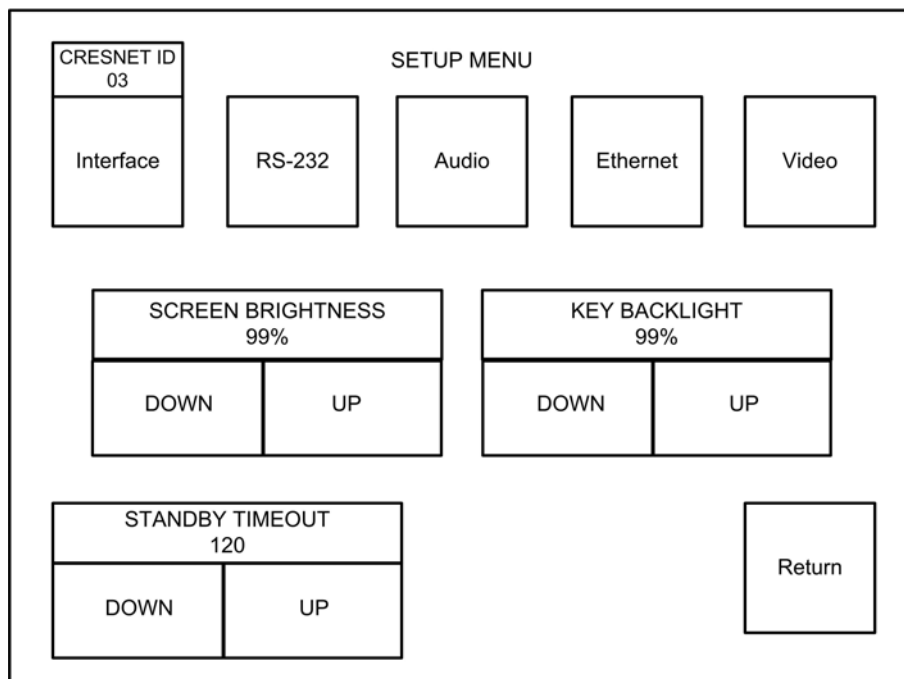 CRESNET ID
03
SETUP MENU
Interface
RS-232
Audio
Ethernet
Video
SCREEN BRIGHTNESS
99%
DOWN
UP
KEY BACKLIGHT
99%
DOWN
UP
STANDBY TIMEOUT
120
DOWN
UP
Return